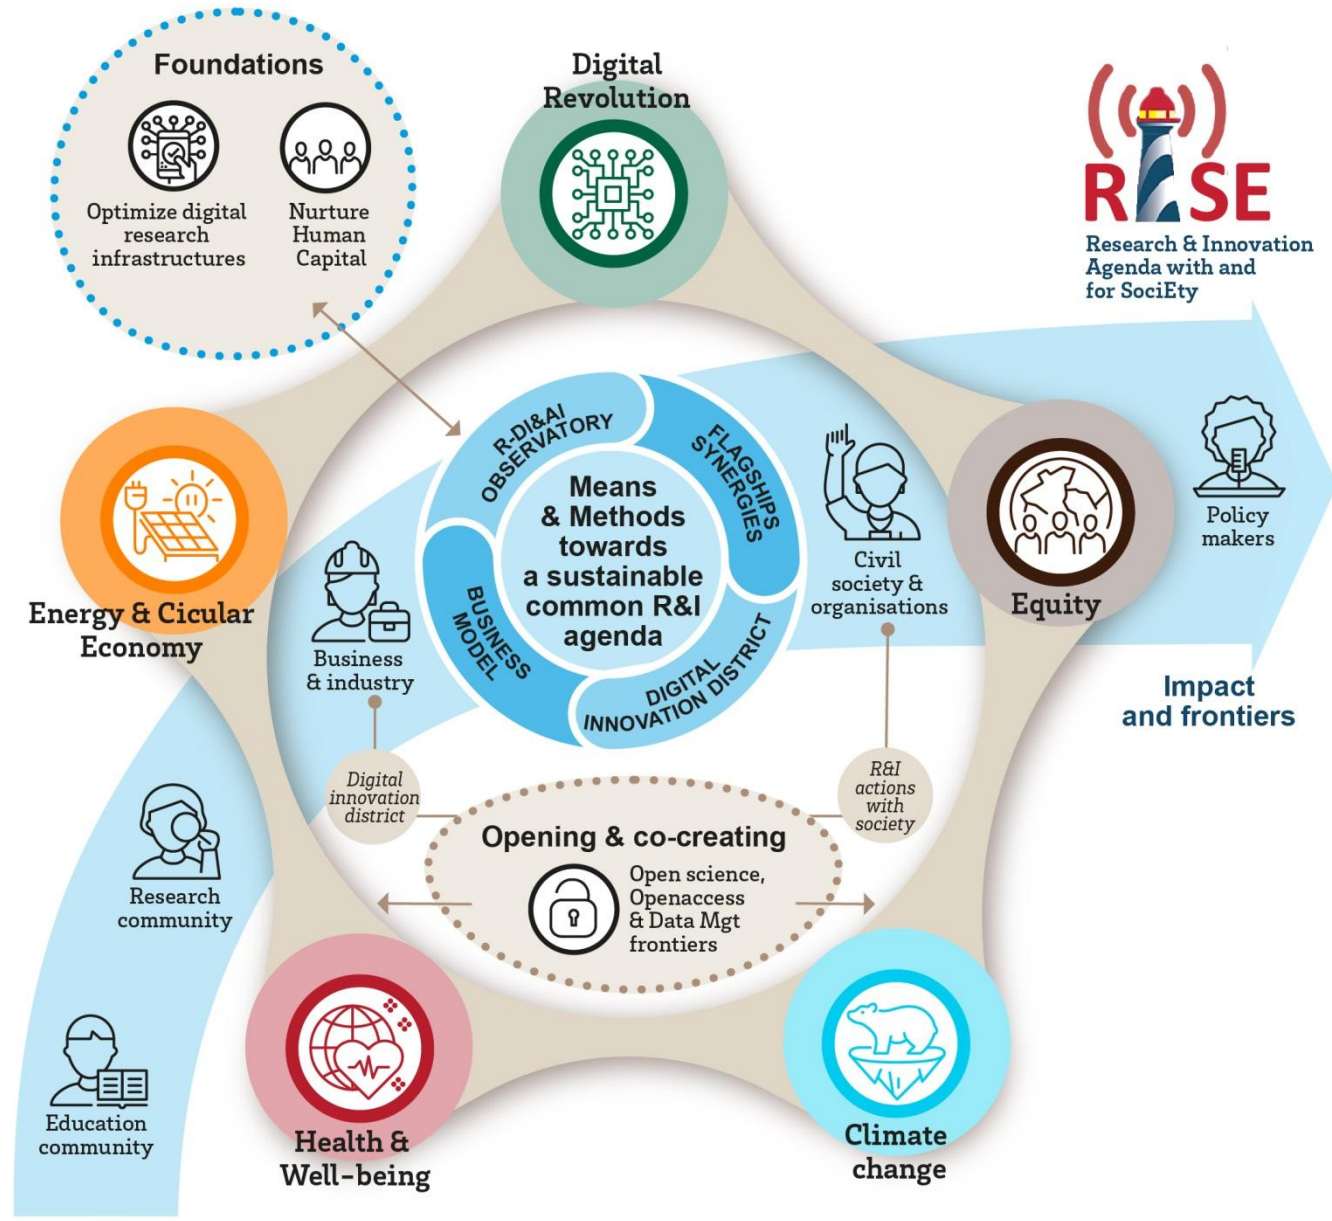 Foundations
Optimize digital
research
infrastructures
Nurture
Human
Capital
Digital
Revolution
RISE
Research & Innovation
Agenda with and
for SociEty
R-DI&AI
OBSERVATORY
FLAGSHIPS
SYNERGIES
DIGITAL
INNOVATION DISTRICT
BUSINESS
MODEL
Means
& Methods
towards
a sustainable
common R&I
agenda
Energy & Cicular
Economy
Business
& industry
Civil
society &
organisations
Equity
Policy
makers
Impact
and frontiers
Digital
innovation
district
R&I
actions
with
society
Opening & co-creating
Open science,
Openaccess
& Data Mgt
frontiers
Research
community
Education
community
Health &
Well-being
Climate
change